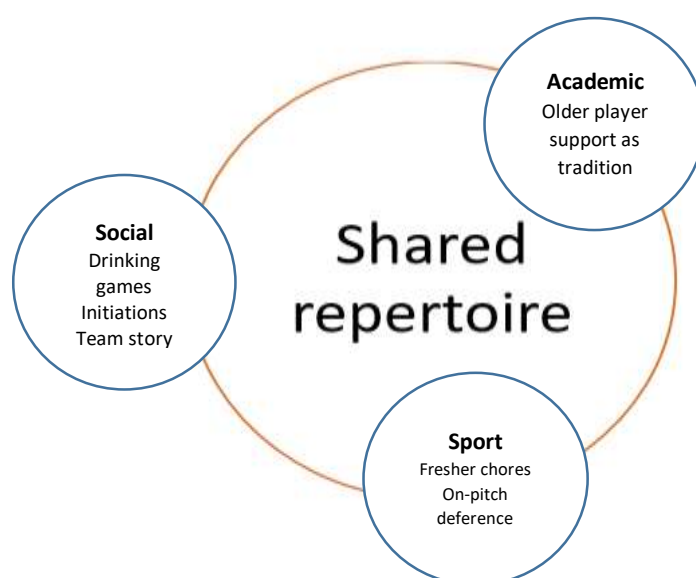 Academic
Older player
support as
tradition
Social
Drinking
games
Initiations
Team story
Shared
repertoire
Sport
Fresher chores
On-pitch
deference